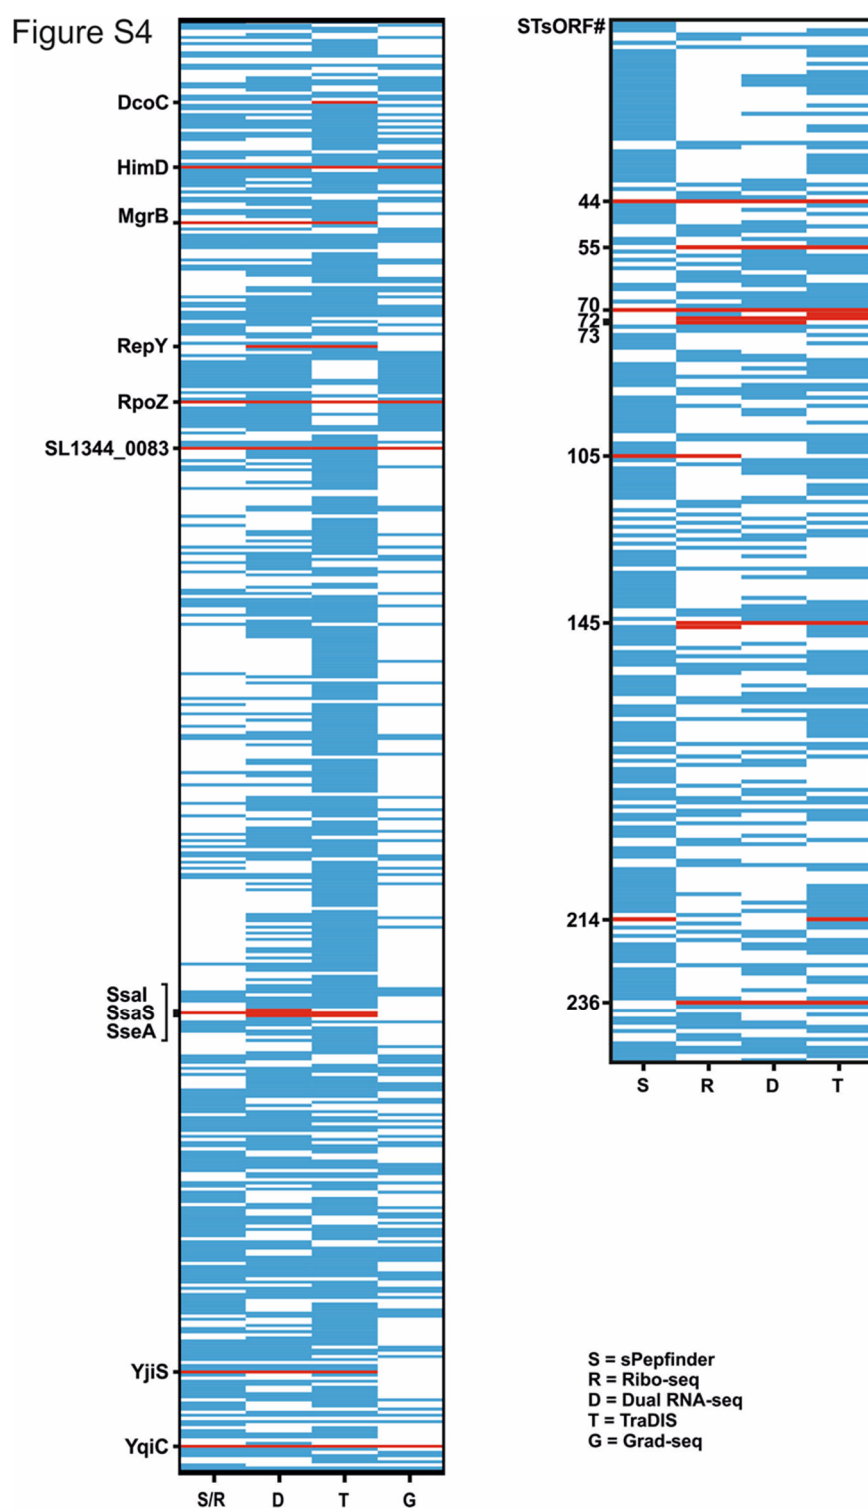 Figure S4
DcoC
HimD
MgrB
RepY
RpoZ
SL1344_0083
SsaI
SsaS
SseA
YjiS
YqiC
S/R D T G
STsORF#
44
55
70
72
73
105
145
214
236
S R D T
S = sPepfinder
R = Ribo-seq
D = Dual RNA-seq
T = TraDIS
G = Grad-seq